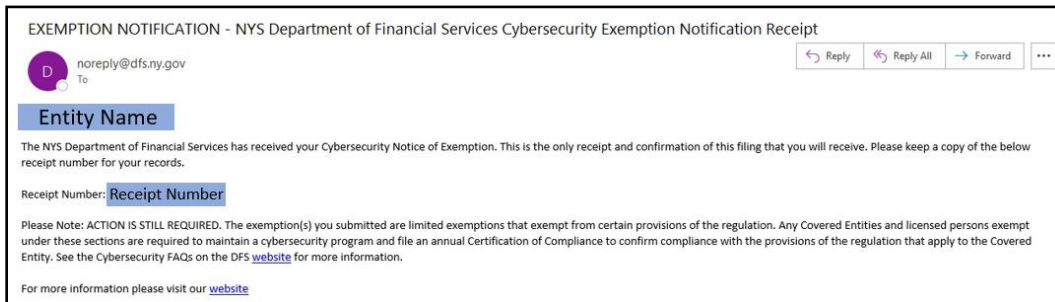 EXEMPTION NOTIFICATION - NYS Department of Financial Services Cybersecurity Exemption Notification Receipt
D
noreply@dfs.ny.gov
To
Reply
Reply All
Forward
...
Entity Name
The NYS Department of Financial Services has received your Cybersecurity Notice of Exemption. This is the only receipt and confirmation of this filing that you will receive. Please keep a copy of the below
receipt number for your records.
Receipt Number: Receipt Number
Please Note: ACTION IS STILL REQUIRED. The exemption(s) you submitted are limited exemptions that exempt from certain provisions of the regulation. Any Covered Entities and licensed persons exempt
under these sections are required to maintain a cybersecurity program and file an annual Certification of Compliance to confirm compliance with the provisions of the regulation that apply to the Covered
Entity. See the Cybersecurity FAQs on the DFS website for more information.
For more information please visit our website